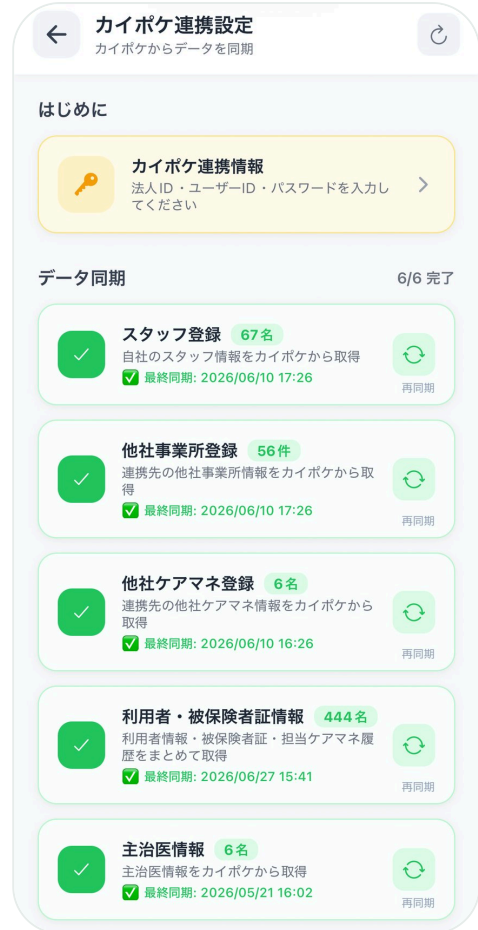 カイポケ連携設定
カイポケからデータを同期
はじめに
カイポケ連携情報
法人ID・ユーザーID・パスワードを入力し
てください
データ同期
6/6 完了
スタッフ登録 67名
自社のスタッフ情報をカイポケから取得
✅ 最終同期: 2026/06/10 17:26
再同期
他社事業所登録 56件
連携先の他社事業所情報をカイポケから取
得
✅ 最終同期: 2026/06/10 17:26
再同期
他社ケアマネ登録 6名
連携先の他社ケアマネ情報をカイポケから
取得
✅ 最終同期: 2026/06/10 16:26
再同期
利用者・被保険者証情報 444名
利用者情報・被保険者証・担当ケアマネ履
歴をまとめて取得
✅ 最終同期: 2026/06/27 15:41
再同期
主治医情報 6名
主治医情報をカイポケから取得
✅ 最終同期: 2026/05/21 16:02
再同期